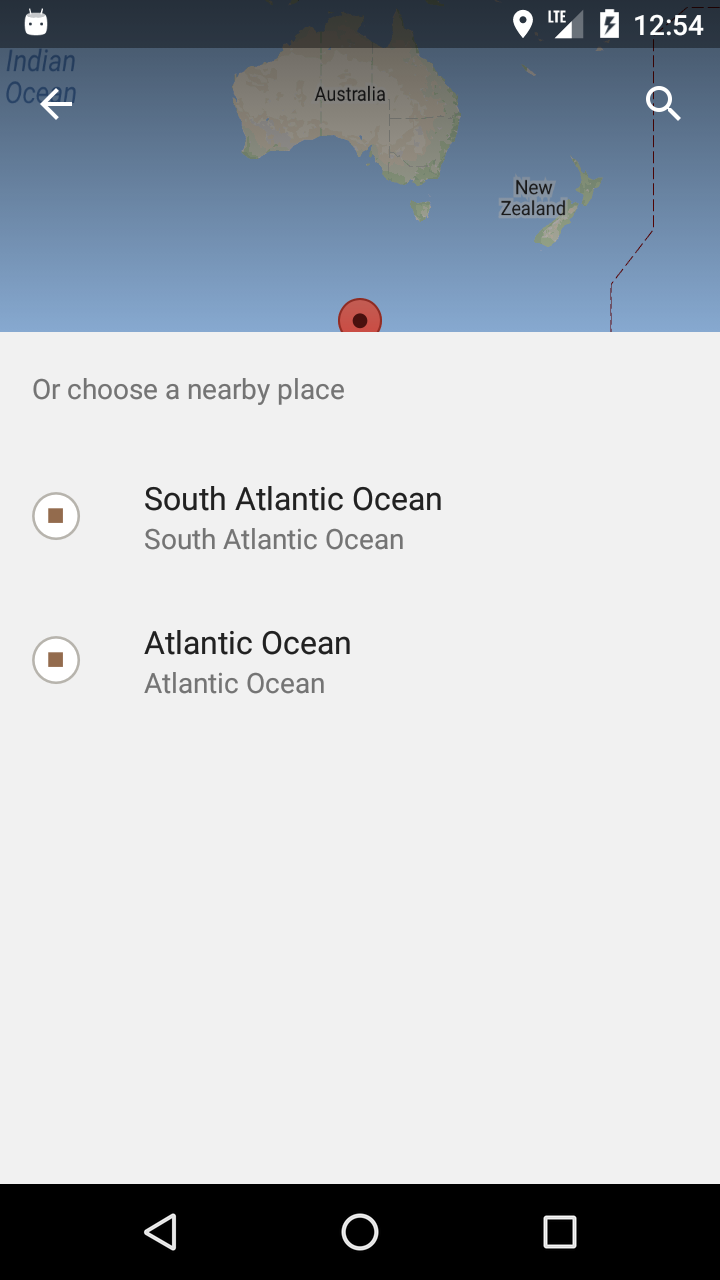 LTE
12:54
Indian
Ocean
Australia
New
Zealand
Or choose a nearby place
South Atlantic Ocean
South Atlantic Ocean
Atlantic Ocean
Atlantic Ocean